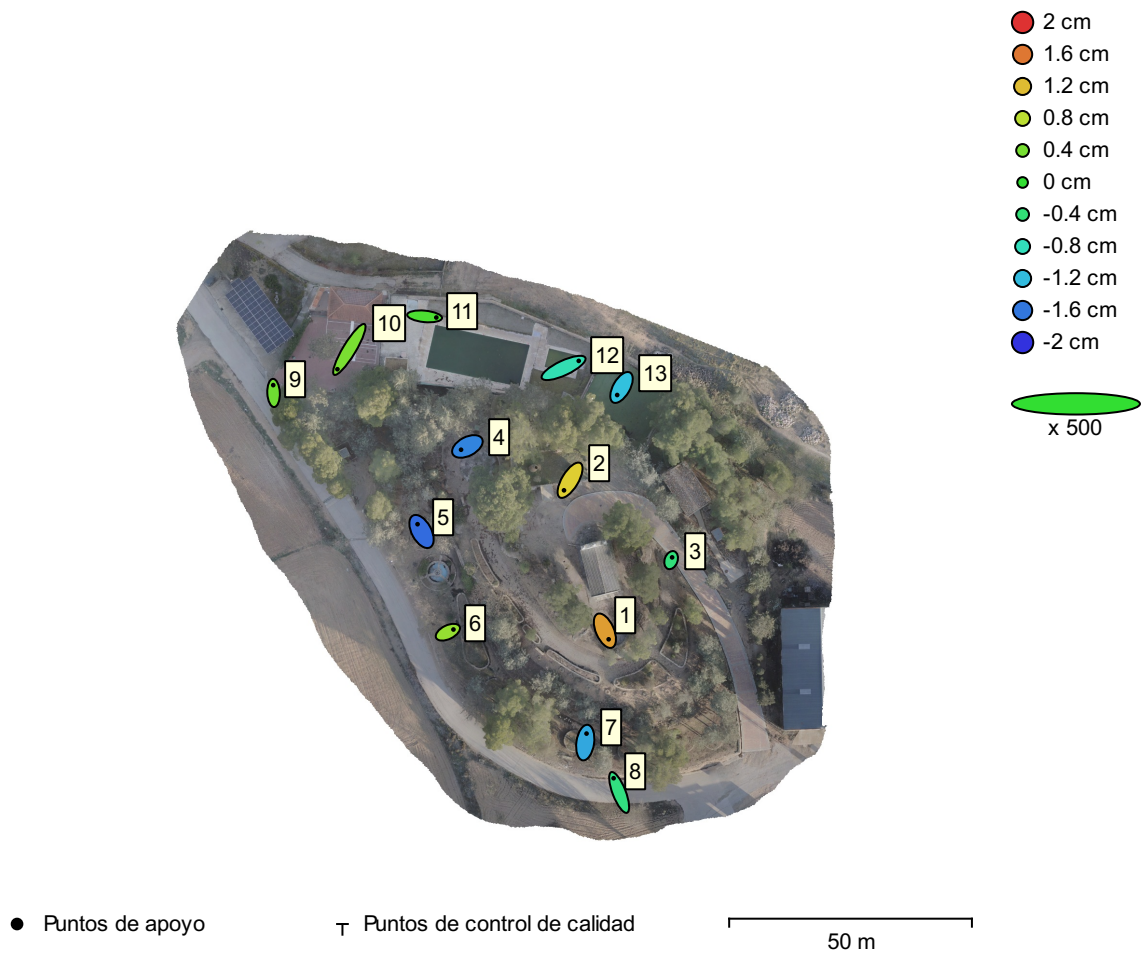 2 cm
1.6 cm
1.2 cm
0.8 cm
0.4 cm
0 cm
-0.4 cm
-0.8 cm
-1.2 cm
-1.6 cm
-2 cm
x 500
11
10
12
13
9
4
2
5
3
1
6
7
8
Puntos de apoyo
Puntos de control de calidad
50 m